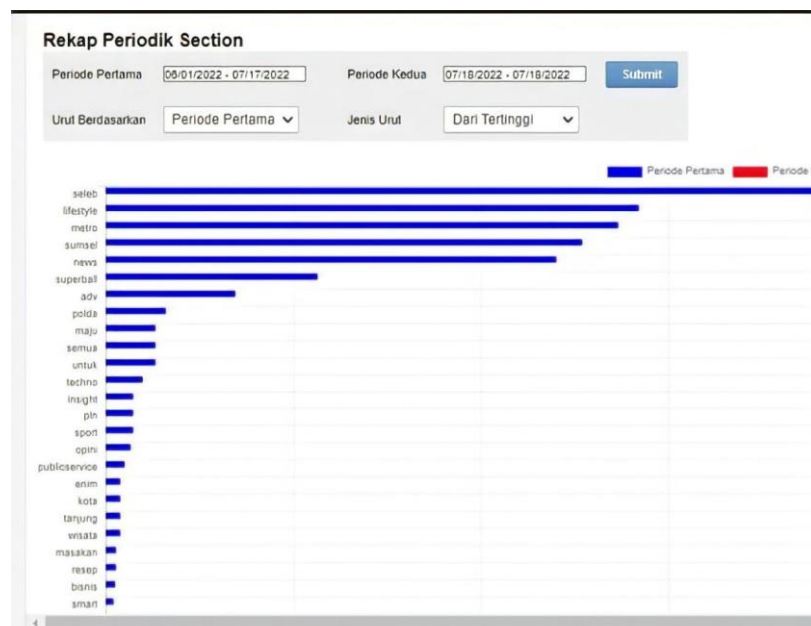 Rekap Periodik Section
Periode Pertama 06/01/2022 - 07/17/2022 Periode Kedua 07/18/2022 - 07/18/2022 Submit
Urut Berdasarkan Periode Pertama Jenis Urut Dari Tertinggi
Periode Pertama Periode
seleb
lifestyle
metro
sumsel
news
superball
adv
polda
maju
semua
untuk
techno
insight
pln
sport
opini
publicservice
enim
kota
tanjung
wisata
masakan
resep
bisnis
smart